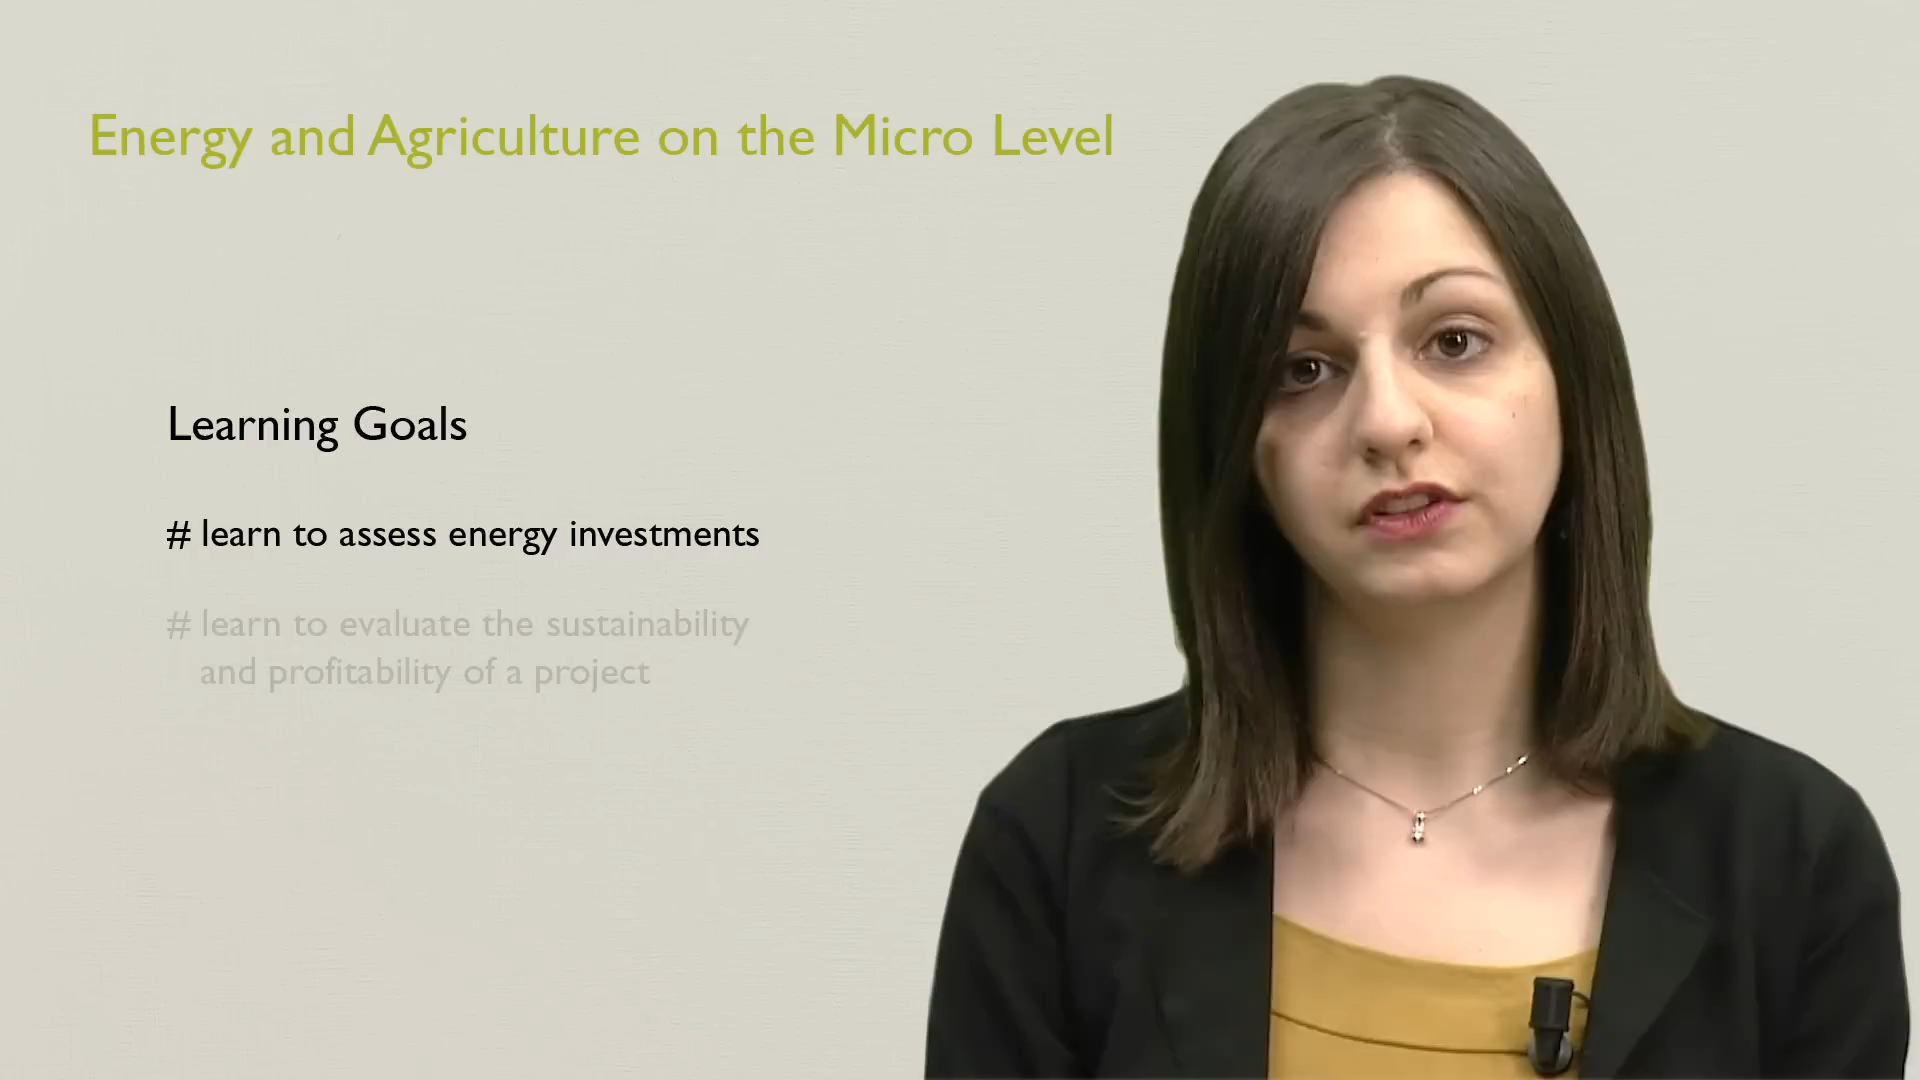 Energy and Agriculture on the Micro Level
Learning Goals
# learn to assess energy investments
# learn to evaluate the sustainability
and profitability of a project